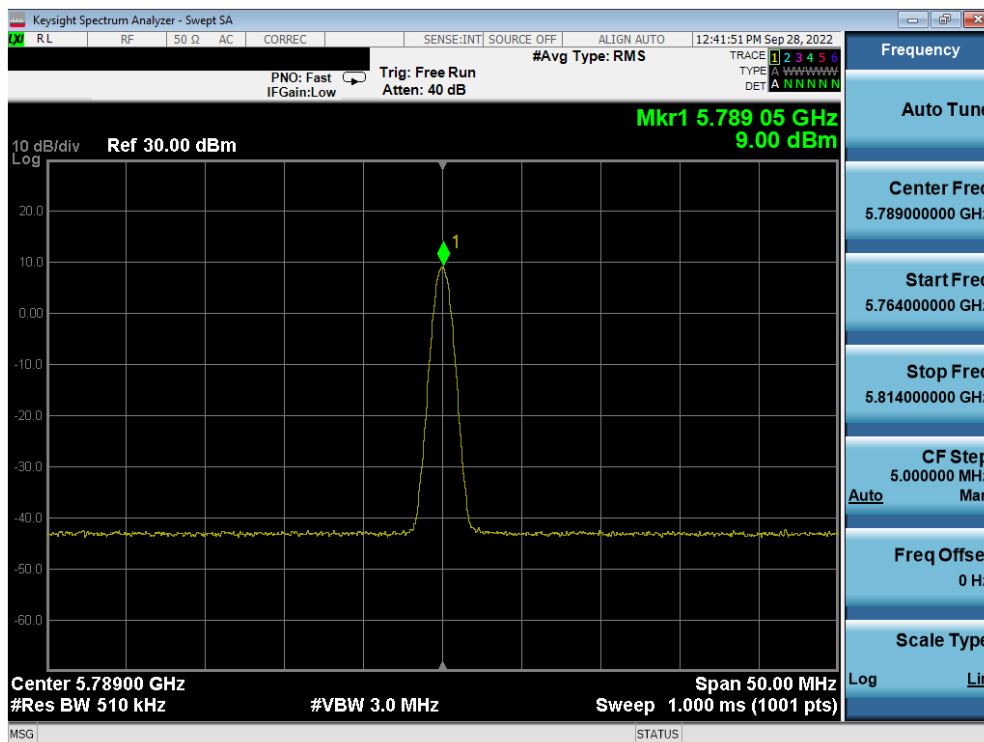 Keysight Spectrum Analyzer - Swept SA
LXI RL RF 50 Ω AC CORREC SENSE:INT SOURCE OFF ALIGN AUTO 12:41:51 PM Sep 28, 2022
PNO: Fast
IFGain:Low
Trig: Free Run
Atten: 40 dB
#Avg Type: RMS
TRACE 1 2 3 4 5 6
TYPE A WWWWW
DET A N N N N N
Mkr1 5.789 05 GHz
9.00 dBm
10 dB/div Ref 30.00 dBm
Log
1
20.0
10.0
0.00
-10.0
-20.0
-30.0
-40.0
-50.0
-60.0
Center 5.78900 GHz Span 50.00 MHz
#Res BW 510 kHz #VBW 3.0 MHz Sweep 1.000 ms (1001 pts)
MSG STATUS
Frequency
Auto Tune
Center Freq
5.789000000 GHz
Start Freq
5.764000000 GHz
Stop Freq
5.814000000 GHz
CF Step
5.000000 MHz
Auto Man
Freq Offse
0 Hz
Scale Type
Log Lin